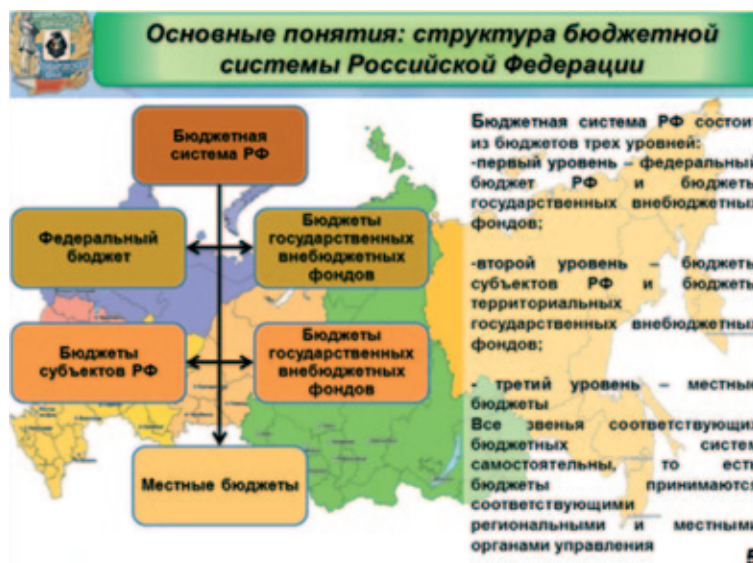 Основные понятия: структура бюджетной
системы Российской Федерации
Бюджетная
система РФ
Федеральный
бюджет
Бюджеты
государственных
внебюджетных
фондов
Бюджеты
субъектов РФ
Бюджеты
государственных
внебюджетных
фондов
Местные бюджеты
Бюджетная система РФ состои
из бюджетов трех уровней:
-первый уровень – федеральный
бюджет РФ и бюджеты
государственных внебюджетных
фондов;
-второй уровень – бюджеты
субъектов РФ и бюджеты
территориальных
государственных внебюджетных
фондов;
- третий уровень – местные
бюджеты
Все звенья соответствующих
бюджетных систем
самостоятельны, то есть
бюджеты принимаются
соответствующими
региональными и местными
органами управления